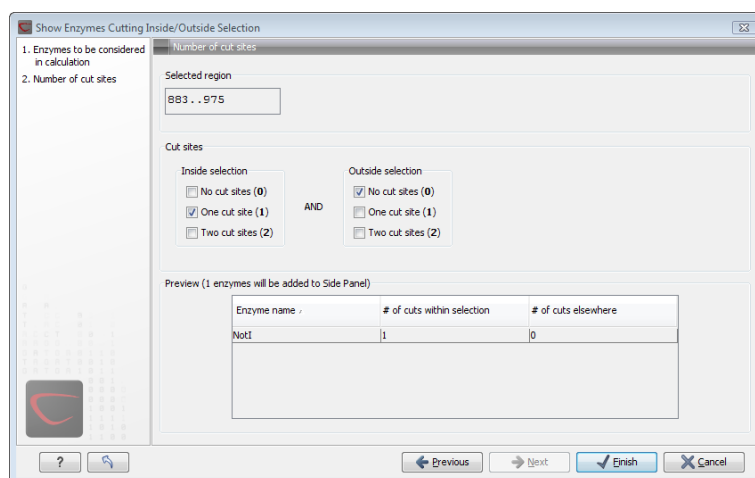 Show Enzymes Cutting Inside/Outside Selection
1. Enzymes to be considered
in calculation
2. Number of cut sites
Number of cut sites
Selected region
883..975
Cut sites
Inside selection
No cut sites (0)
One cut site (1)
Two cut sites (2)
AND
Outside selection
No cut sites (0)
One cut site (1)
Two cut sites (2)
Preview (1 enzymes will be added to Side Panel)
Enzyme name # of cuts within selection # of cuts elsewhere
NotI 1 0
? Previous Next Finish Cancel